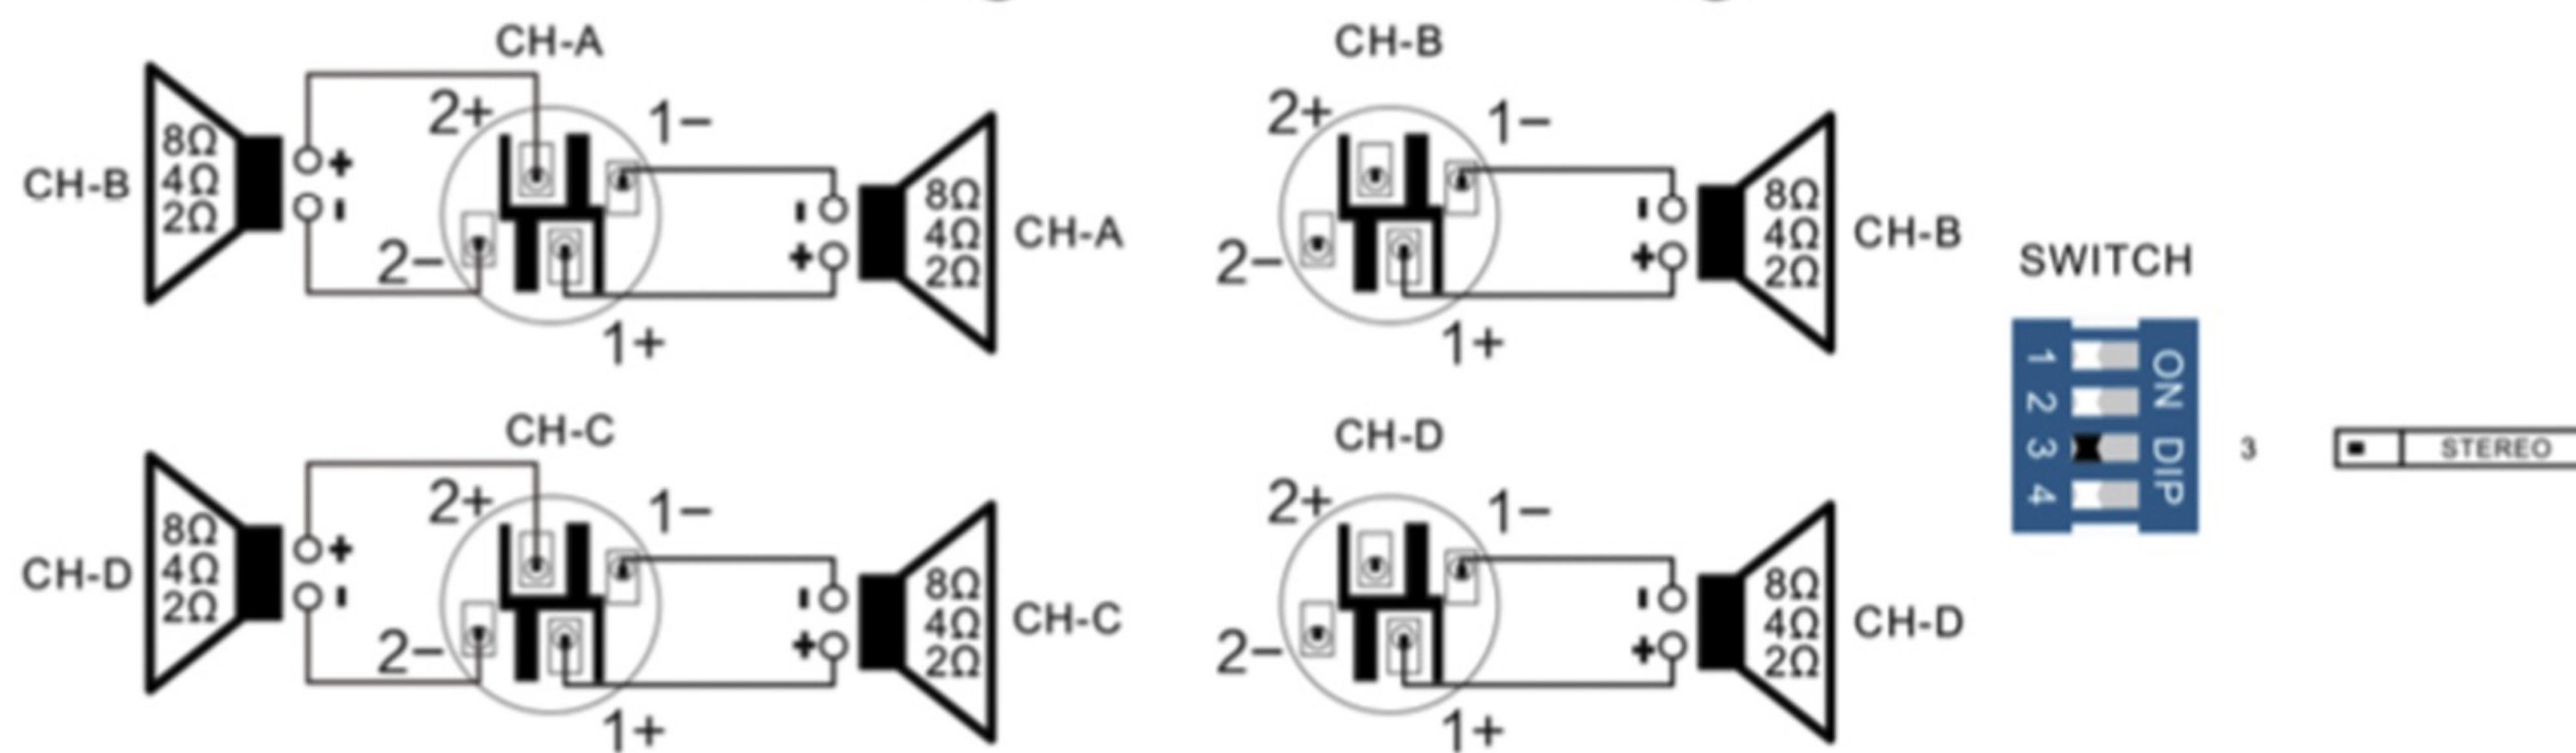 CH-A
2+
1−
CH-B
8Ω
4Ω
2Ω
+
-
2−
1+
-
+
8Ω
4Ω
2Ω
CH-A
CH-B
2+
1−
2−
1+
-
+
8Ω
4Ω
2Ω
CH-B
CH-C
2+
1−
CH-D
8Ω
4Ω
2Ω
+
-
2−
1+
-
+
8Ω
4Ω
2Ω
CH-C
CH-D
2+
1−
2−
1+
-
+
8Ω
4Ω
2Ω
CH-D
SWITCH
1
2
3
4
ON DIP
3
STEREO